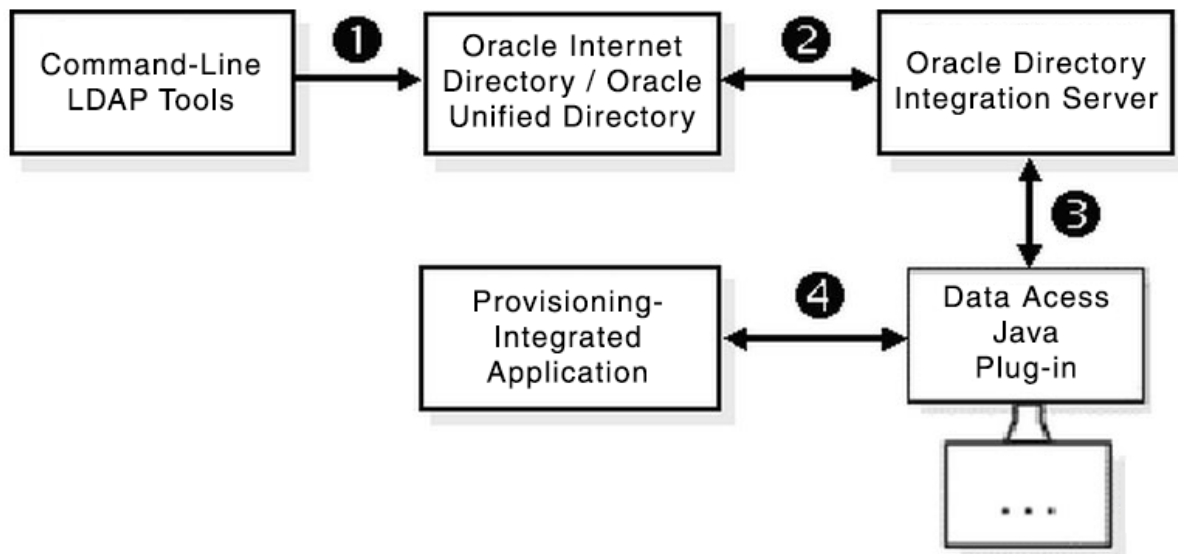 Command-Line
LDAP Tools
1
Oracle Internet
Directory / Oracle
Unified Directory
2
Oracle Directory
Integration Server
3
Provisioning-
Integrated
Application
4
Data Acess
Java
Plug-in
...